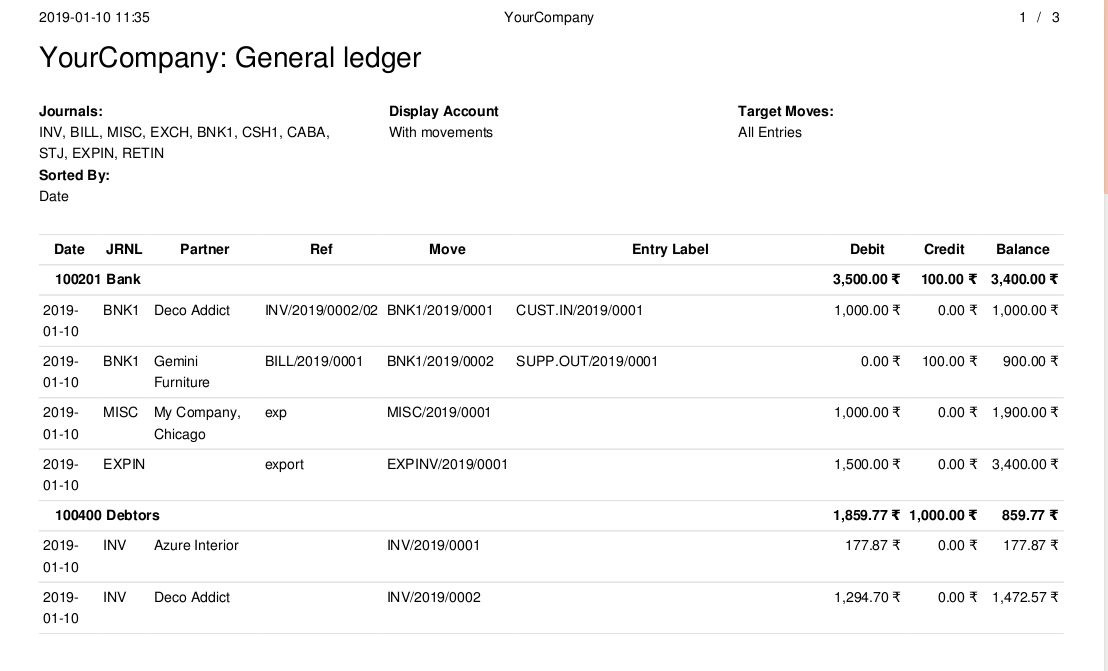 2019-01-10 11:35 YourCompany 1 / 3
YourCompany: General ledger
Journals: Display Account Target Moves:
INV, BILL, MISC, EXCH, BNK1, CSH1, CABA, With movements All Entries
STJ, EXPIN, RETIN
Sorted By:
Date
Date JRNL Partner Ref Move Entry Label Debit Credit Balance
100201 Bank 3,500.00 ₹ 100.00 ₹ 3,400.00 ₹
2019- BNK1 Deco Addict INV/2019/0002/02 BNK1/2019/0001 CUST.IN/2019/0001 1,000.00 ₹ 0.00 ₹ 1,000.00 ₹
01-10
2019- BNK1 Gemini BILL/2019/0001 BNK1/2019/0002 SUPP.OUT/2019/0001 0.00 ₹ 100.00 ₹ 900.00 ₹
01-10 Furniture
2019- MISC My Company, exp MISC/2019/0001 1,000.00 ₹ 0.00 ₹ 1,900.00 ₹
01-10 Chicago
2019- EXPIN export EXPINV/2019/0001 1,500.00 ₹ 0.00 ₹ 3,400.00 ₹
01-10
100400 Debtors 1,859.77 ₹ 1,000.00 ₹ 859.77 ₹
2019- INV Azure Interior INV/2019/0001 177.87 ₹ 0.00 ₹ 177.87 ₹
01-10
2019- INV Deco Addict INV/2019/0002 1,294.70 ₹ 0.00 ₹ 1,472.57 ₹
01-10